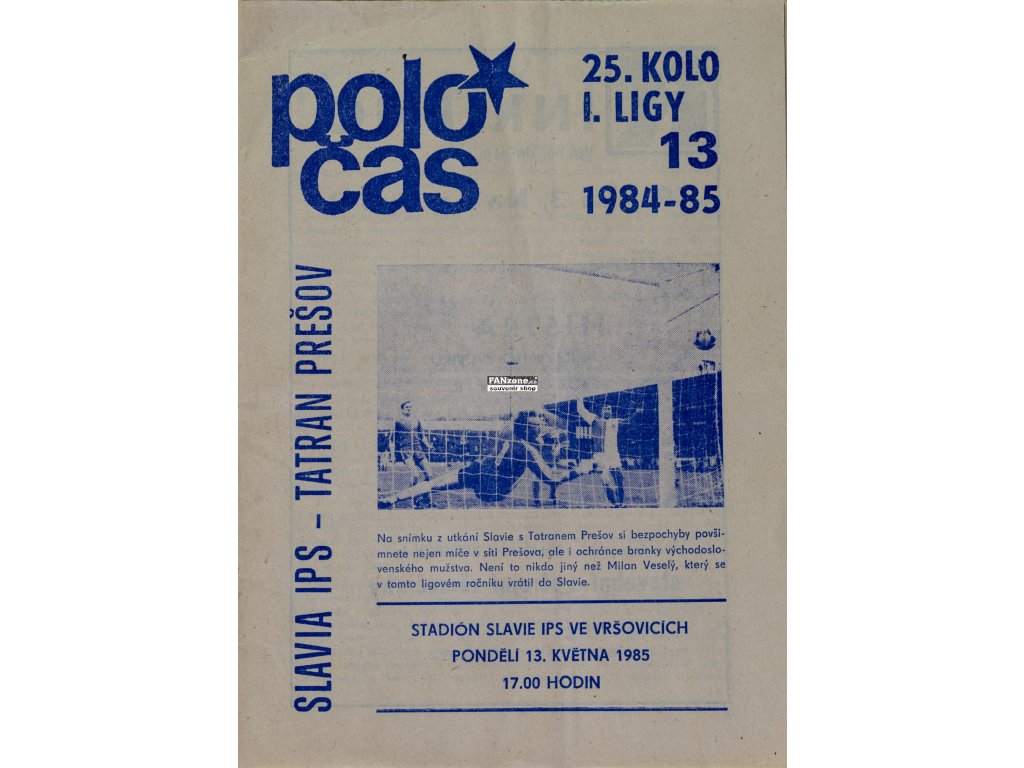 polo
čas
25. KOLO
I. LIGY
13
1984-85
SLAVIA IPS – TATRAN PRĚŠOV
FANzone.cz
souvenir shop
Na snímku z utkání Slavie s Tatranem Prešov si bezpochyby povši-
mnete nejen míče v síti Prešova, ale i ochránce branky východoslo-
venského mužstva. Není to nikdo jiný než Milan Veselý, který se
v tomto ligovém ročníku vrátil do Slavie.
STADIÓN SLAVIE IPS VE VRŠOVICÍCH
PONDĚLÍ 13. KVĚTNA 1985
17.00 HODIN